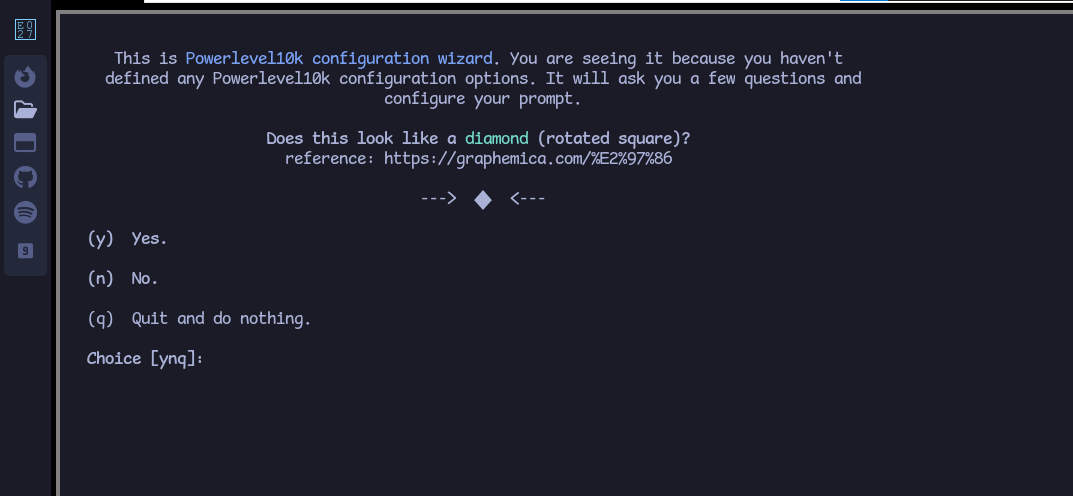 E0
27
This is Powerlevel10k configuration wizard. You are seeing it because you haven't
defined any Powerlevel10k configuration options. It will ask you a few questions and
configure your prompt.
Does this look like a diamond (rotated square)?
reference: https://graphemica.com/%E2%97%86
---> ◆ <---
(y) Yes.
(n) No.
(q) Quit and do nothing.
Choice [ynq]:
9